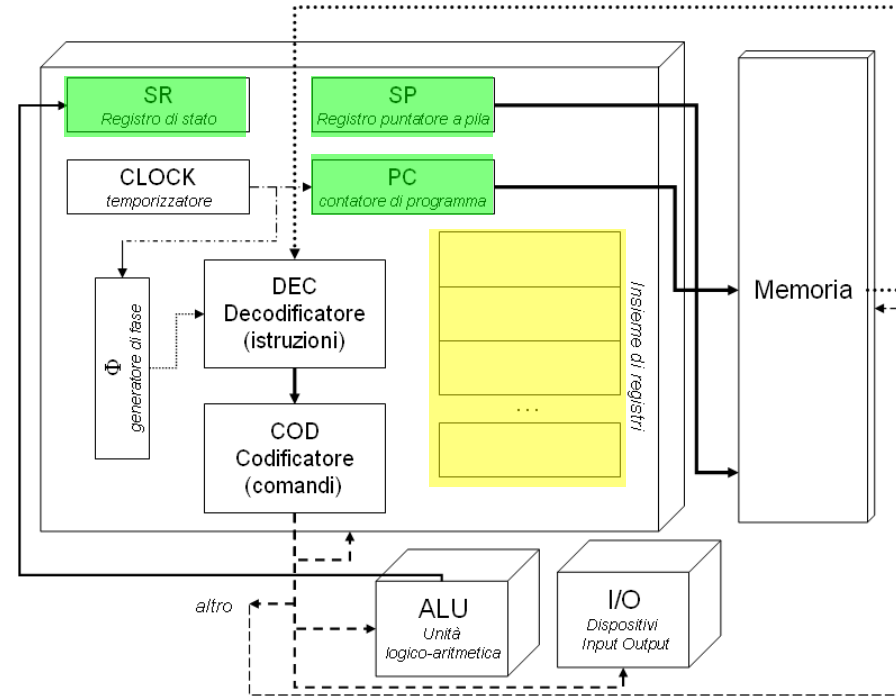 SR
Registro di stato
SP
Registro puntatore a pila
CLOCK
temporizzatore
PC
contatore di programma
Φ
generatore di fase
DEC
Decodificatore
(istruzioni)
COD
Codificatore
(comandi)
...
Insieme di registri
Memoria
altro
ALU
Unità
logico-aritmetica
I/O
Dispositivi
Input Output